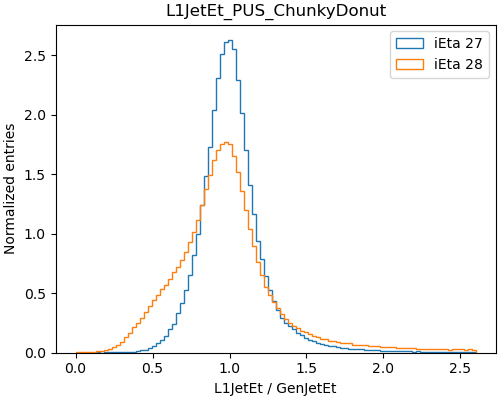 L1JetEt_PUS_ChunkyDonut
iEta 27
iEta 28
Normalized entries
2.5
2.0
1.5
1.0
0.5
0.0
0.0 0.5 1.0 1.5 2.0 2.5
L1JetEt / GenJetEt